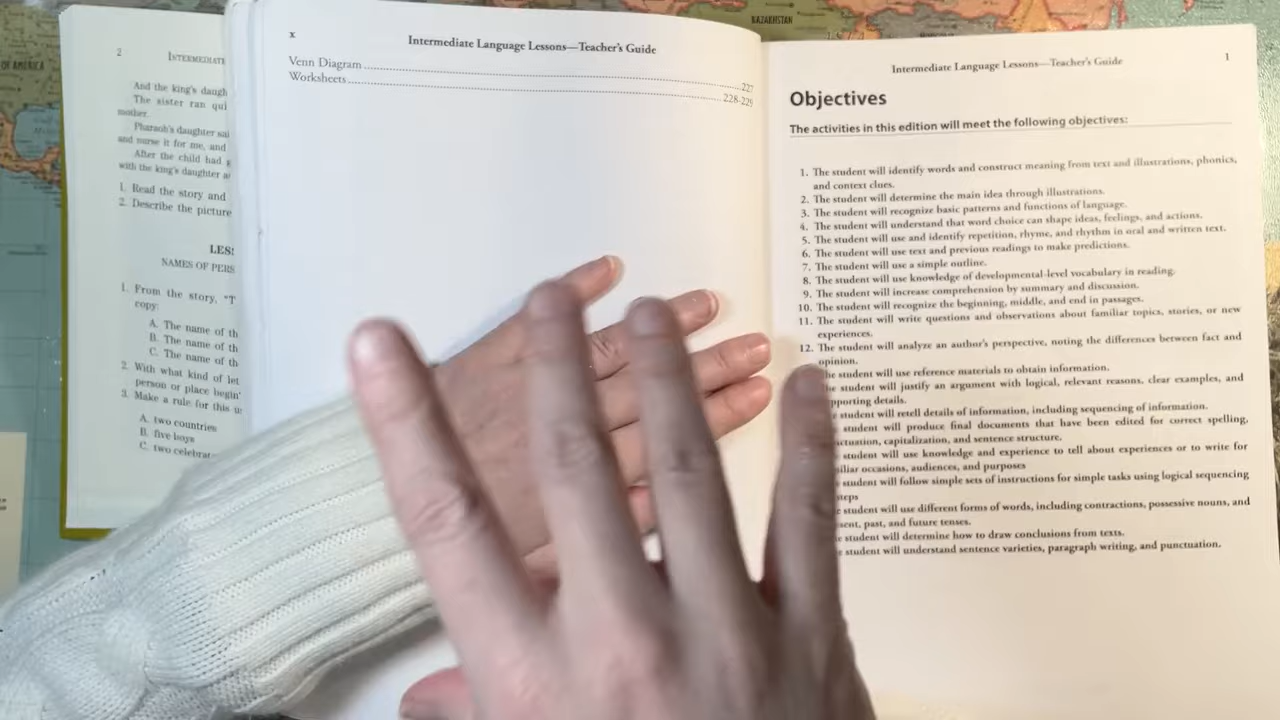 KAZAKHSTAN
OF AMERICA
2
INTERMEDIATE
And the king's daugh
The sister ran qui
mother.
Pharaoh's daughter sai
and nurse it for me, and
After the child had g
with the king's daughter a
1. Read the story and
2. Describe the picture
LES
NAMES OF PERS
1. From the story, "T
copy:
A. The name of th
B. The name of th
C. The name of th
2. With what kind of let
person or place begin
3. Make a rule for this u
A. two countries
B. five boys
C. two celebrat
x
Intermediate Language Lessons—Teacher's Guide
Venn Diagram 227
Worksheets 228-229
Intermediate Language Lessons—Teacher's Guide
1
Objectives
The activities in this edition will meet the following objectives:
1. The student will identify words and construct meaning from text and illustrations, phonics,
and context clues.
2. The student will determine the main idea through illustrations.
3. The student will recognize basic patterns and functions of language.
4. The student will understand that word choice can shape ideas, feelings, and actions.
5. The student will use and identify repetition, rhyme, and rhythm in oral and written text.
6. The student will use text and previous readings to make predictions.
7. The student will use a simple outline.
8. The student will use knowledge of developmental-level vocabulary in reading.
9. The student will increase comprehension by summary and discussion.
10. The student will recognize the beginning, middle, and end in passages.
11. The student will write questions and observations about familiar topics, stories, or new
experiences.
12. The student will analyze an author's perspective, noting the differences between fact and
opinion.
he student will use reference materials to obtain information.
he student will justify an argument with logical, relevant reasons, clear examples, and
pporting details.
e student will retell details of information, including sequencing of information.
student will produce final documents that have been edited for correct spelling,
ctuation, capitalization, and sentence structure.
student will use knowledge and experience to tell about experiences or to write for
iliar occasions, audiences, and purposes
student will follow simple sets of instructions for simple tasks using logical sequencing
steps
e student will use different forms of words, including contractions, possessive nouns, and
sent, past, and future tenses.
e student will determine how to draw conclusions from texts.
e student will understand sentence varieties, paragraph writing, and punctuation.